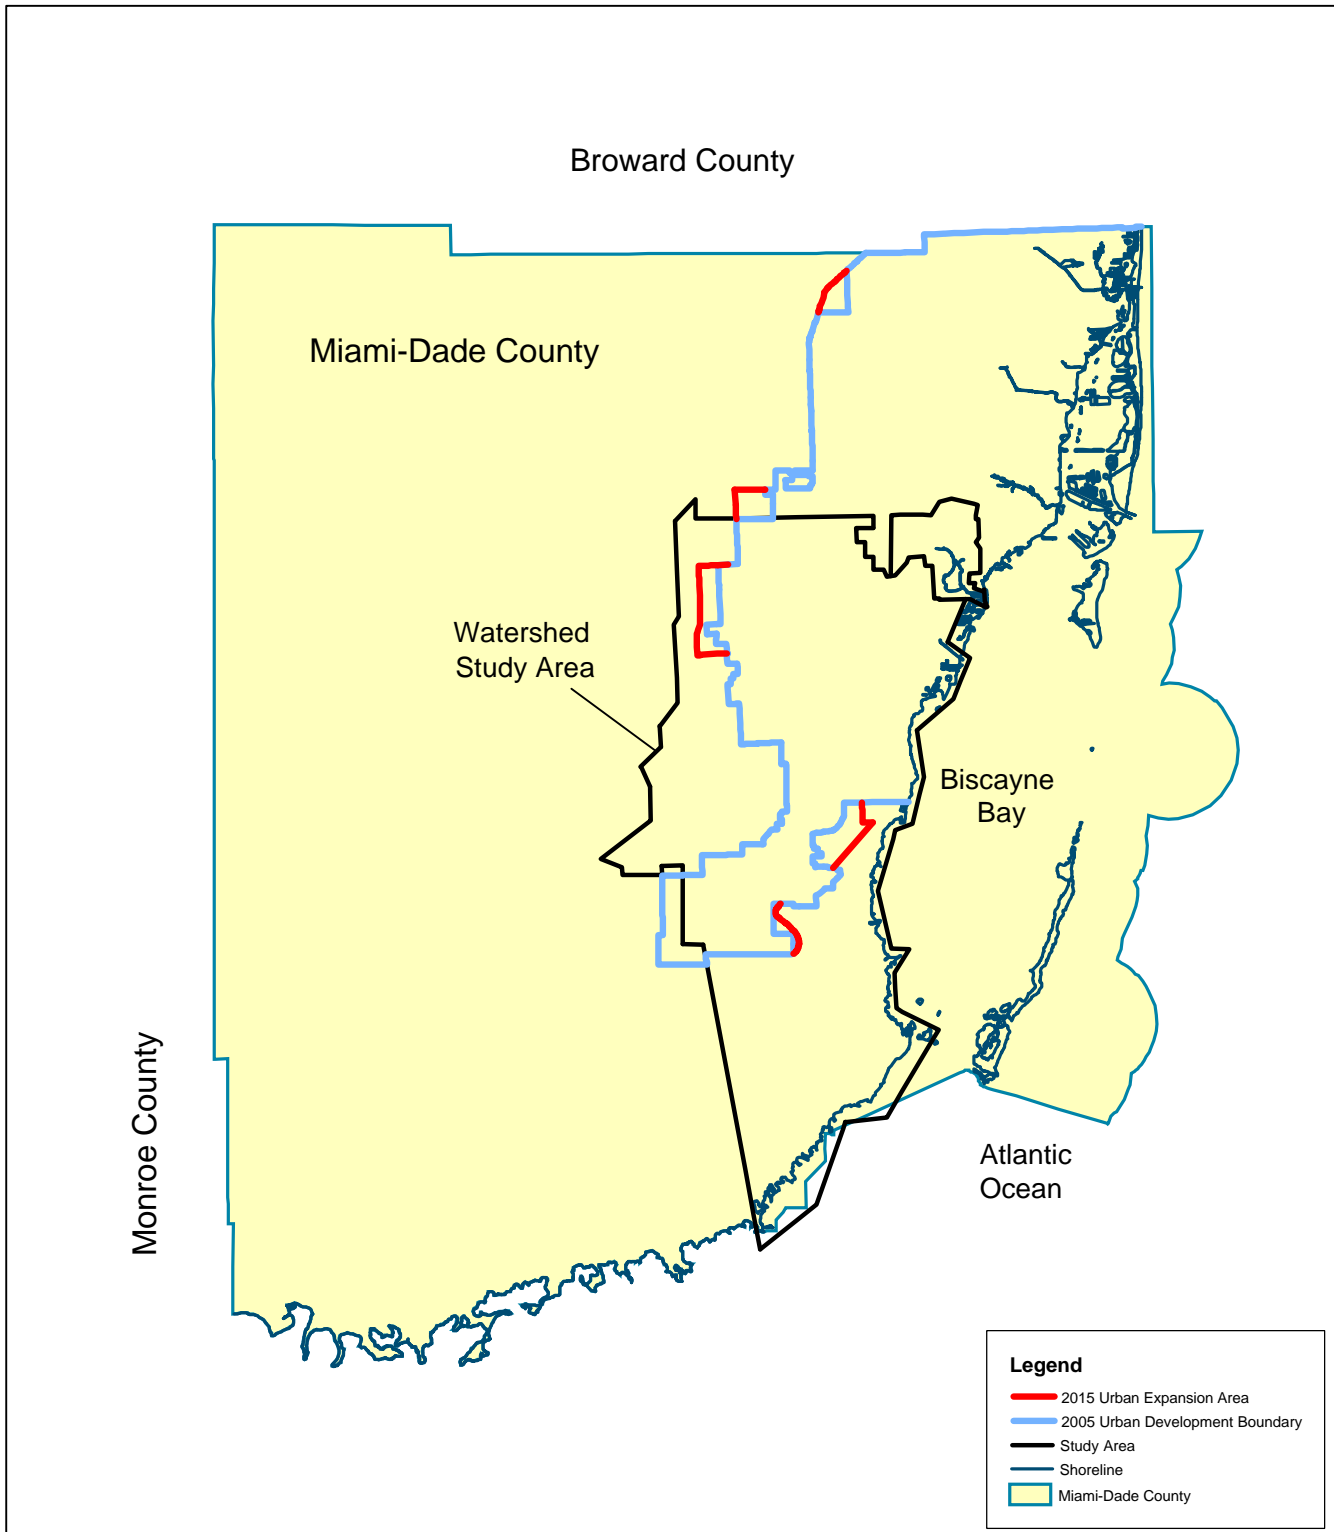 Broward County
Miami-Dade County
Watershed
Study Area
Biscayne
Bay
Monroe County
Atlantic
Ocean
Legend
2015 Urban Expansion Area
2005 Urban Development Boundary
Study Area
Shoreline
Miami-Dade County